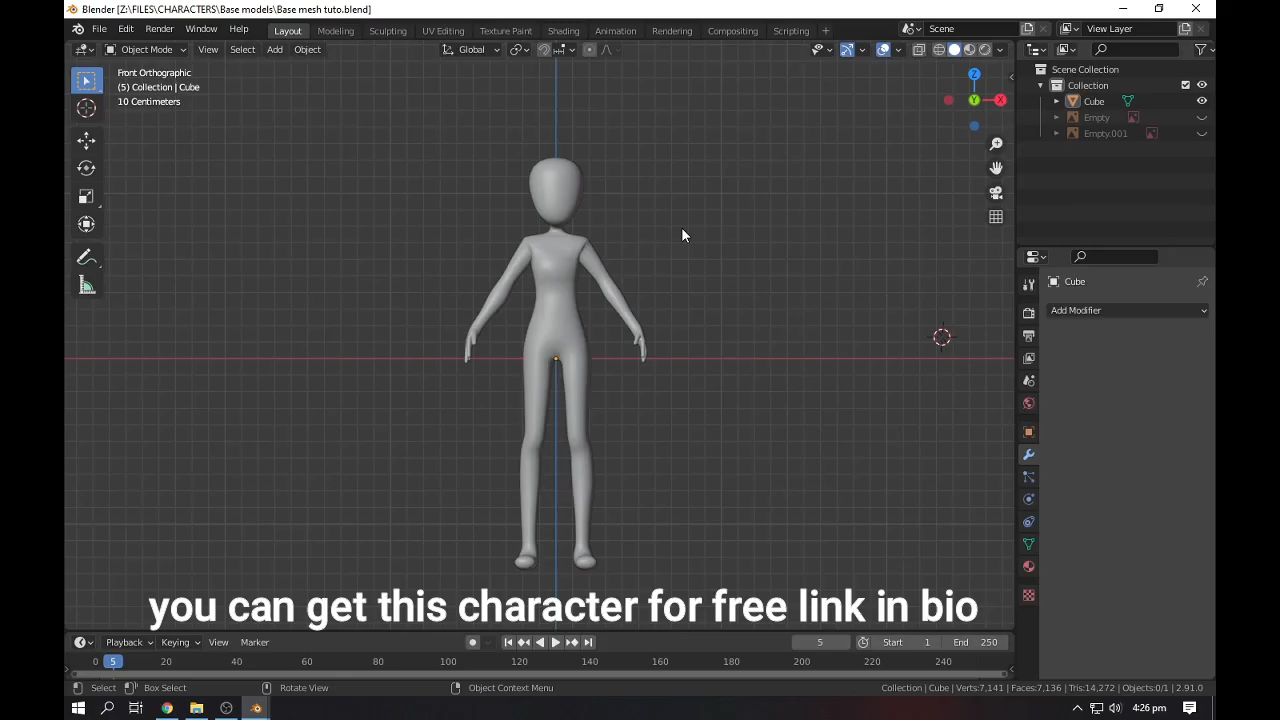 Blender [Z:\FILES\CHARACTERS\Base models\Base mesh tuto.blend]
File Edit Render Window Help Layout Modeling Sculpting UV Editing Texture Paint Shading Animation Rendering Compositing Scripting + Scene View Layer
Object Mode View Select Add Object Global
Front Orthographic
(5) Collection | Cube
10 Centimeters
Z
Y
X
Scene Collection
Collection
Cube
Empty
Empty.001
Cube
Add Modifier
you can get this character for free link in bio
Playback Keying View Marker 5 Start 1 End 250
0 5 20 40 60 80 100 120 140 160 180 200 220 240
Select Box Select Rotate View Object Context Menu Collection | Cube | Verts:7,141 | Faces:7,136 | Tris:14,272 | Objects:0/1 | 2.91.0
4:26 pm